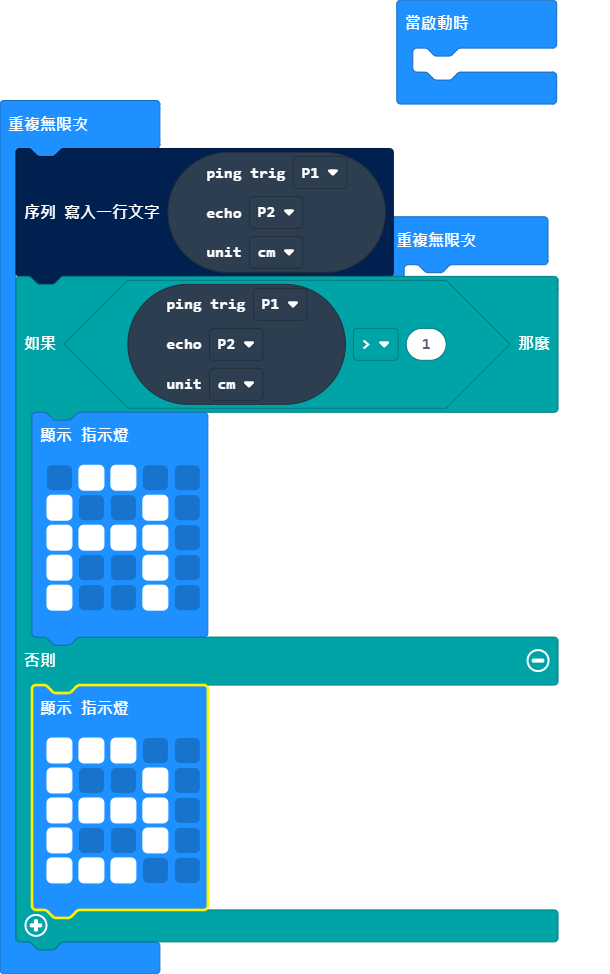 當啟動時
重複無限次
序列 寫入一行文字
ping trig P1
echo P2
unit cm
重複無限次
如果
ping trig P1
echo P2
unit cm
> 1
那麼
顯示 指示燈
否則
顯示 指示燈